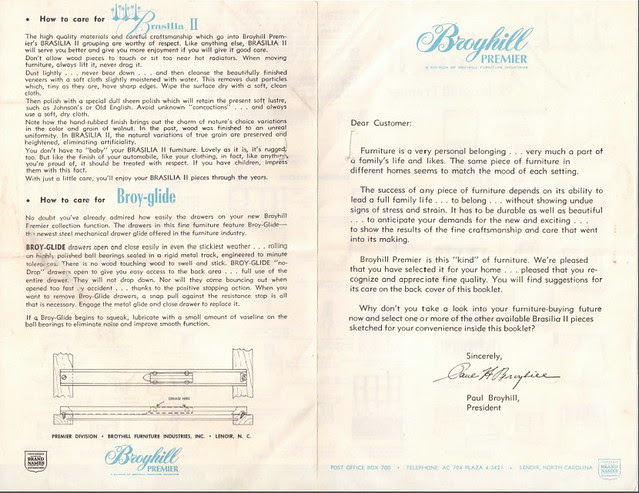 • How to care for Brasilia II
The high quality materials and careful craftsmanship which go into Broyhill Prem-
ier's BRASILIA II grouping are worthy of respect. Like anything else, BRASILIA II
will serve you better and give you more enjoyment if you will give it good care.
Don't allow wood pieces to touch or sit too near hot radiators. When moving
furniture, always lift it, never drag it.
Dust lightly . . . never bear down . . . and then cleanse the beautifully finished
veneers with a soft cloth slightly moistened with water. This removes dust particles
which, tiny as they are, have sharp edges. Wipe the surface dry with a soft, clean
cloth.
Then polish with a special dull sheen polish which will retain the present soft lustre,
such as Johnson's or Old English. Avoid unknown "concoctions" . . . and always
use a soft, dry cloth.
Note how the hand-rubbed finish brings out the charm of nature's choice variations
in the color and grain of walnut. In the past, wood was finished to an unreal
uniformity. In BRASILIA II, the natural variations of true grain are preserved and
heightened, eliminating artificiality.
You don't have to "baby" your BRASILIA II furniture. Lovely as it is, it's rugged,
too. But like the finish of your automobile, like your clothing, in fact, like anything
you're proud of, it should be treated with respect. If you have children, impress
them with this fact.
With just a little care, you'll enjoy your BRASILIA II pieces through the years.
• How to care for Broy-glide
No doubt you've already admired how easily the drawers on your new Broyhill
Premier collection function. The drawers in this fine furniture feature Broy-Glide—
the newest steel mechanical drawer glide offered in the furniture industry.
BROY-GLIDE drawers open and close easily in even the stickiest weather . . . rolling
on highly polished ball bearings sealed in a rigid metal track, engineered to minute
tolerances. There is no wood touching wood to swell and stick. BROY-GLIDE "no-
Drop" drawers open to give you easy access to the back area . . . full use of the
entire drawer. They will not drop down. Nor will they come bouncing out when
opened too fast by accident . . . thanks to the positive stopping action. When you
want to remove Broy-Glide drawers, a snap pull against the resistance stop is all
that is necessary. Engage the metal glide and close drawer to replace it.
If a Broy-Glide begins to squeak, lubricate with a small amount of vaseline on the
ball bearings to eliminate noise and improve smooth function.
GREASE HERE
PREMIER DIVISION • BROYHILL FURNITURE INDUSTRIES, INC. • LENOIR, N. C.
BRAND NAMES
Broyhill
PREMIER
Broyhill
PREMIER
A DIVISION OF BROYHILL FURNITURE INDUSTRIES
Dear Customer:
Furniture is a very personal belonging . . . very much a part of
a family's life and likes. The same piece of furniture in
different homes seems to match the mood of each setting.
The success of any piece of furniture depends on its ability to
lead a full family life . . . to belong . . . without showing undue
signs of stress and strain. It has to be durable as well as beautiful
. . . to anticipate your demands for the new and exciting . . .
to show the results of the fine craftsmanship and care that went
into its making.
Broyhill Premier is this "kind" of furniture. We're pleased
that you have selected it for your home . . . pleased that you re-
cognize and appreciate fine quality. You will find suggestions
for its care on the back cover of this booklet.
Why don't you take a look into your furniture-buying future
now and select one or more of the other available Brasilia II pieces
sketched for your convenience inside this booklet?
Sincerely,
Paul H Broyhill
Paul Broyhill,
President
POST OFFICE BOX 700 • TELEPHONE: AC 704 PLAZA 4-5421 • LENOIR, NORTH CAROLINA
BRAND NAMES